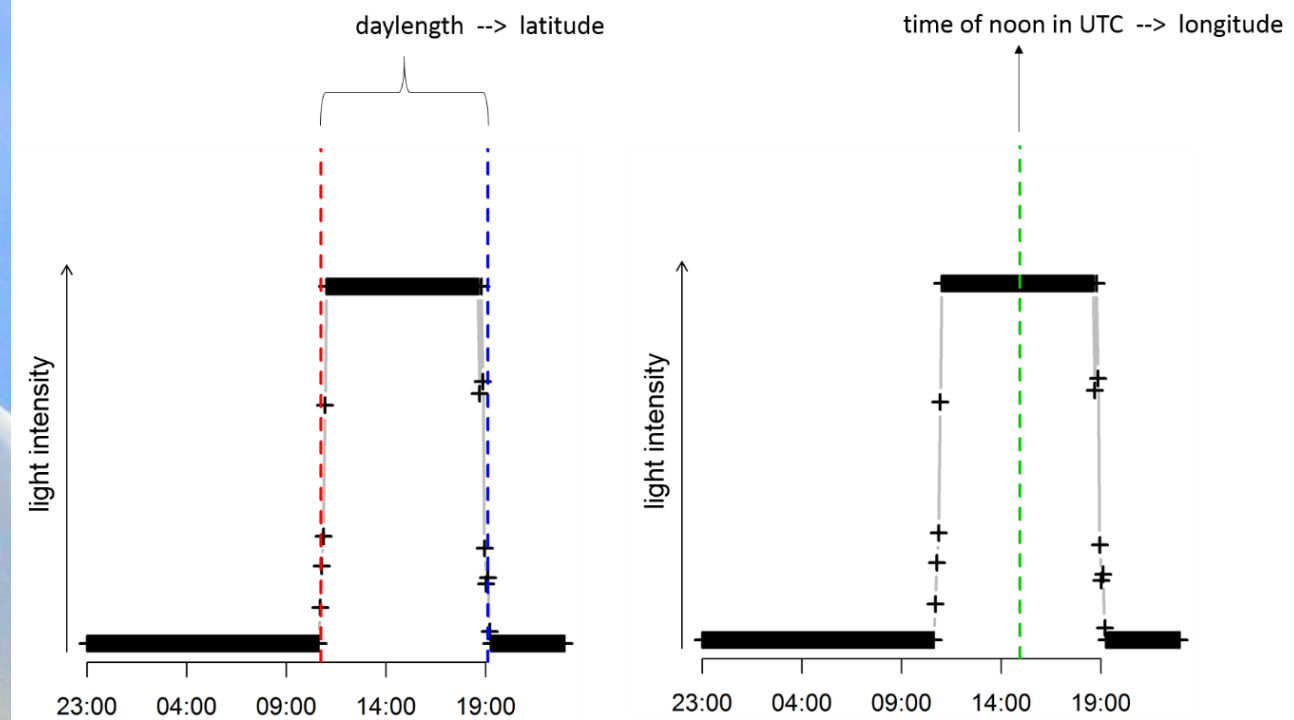 daylength --> latitude
time of noon in UTC --> longitude
light intensity
23:00 04:00 09:00 14:00 19:00
light intensity
23:00 04:00 09:00 14:00 19:00